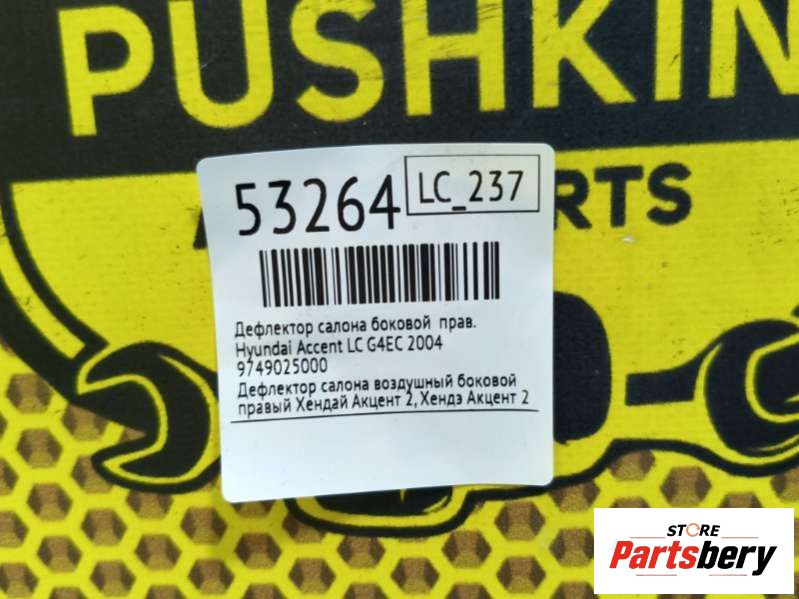 PUSHKIN
53264
LC_237
RTS
Дефлектор салона боковой прав.
Hyundai Accent LC G4EC 2004
9749025000
Дефлектор салона воздушный боковой
правый Хендай Акцент 2, Хендэ Акцент 2
STORE
Partsbery